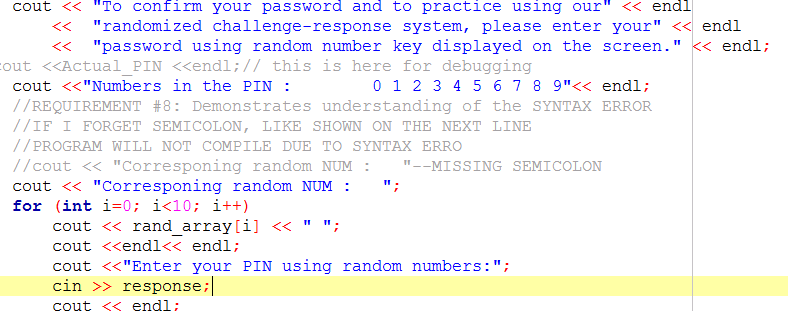 cout << "To confirm your password and to practice using our" << endl
<< "randomized challenge-response system, please enter your" << endl
<< "password using random number key displayed on the screen." << endl;
cout <<Actual_PIN <<endl;// this is here for debugging
cout <<"Numbers in the PIN :        0 1 2 3 4 5 6 7 8 9"<< endl;
//REQUIREMENT #8: Demonstrates understanding of the SYNTAX ERROR
//IF I FORGET SEMICOLON, LIKE SHOWN ON THE NEXT LINE
//PROGRAM WILL NOT COMPILE DUE TO SYNTAX ERRO
//cout << "Corresponing random NUM :   "--MISSING SEMICOLON
cout << "Corresponing random NUM :   ";
for (int i=0; i<10; i++)
cout << rand_array[i] << " ";
cout <<endl<< endl;
cout <<"Enter your PIN using random numbers:";
cin >> response;
cout << endl;